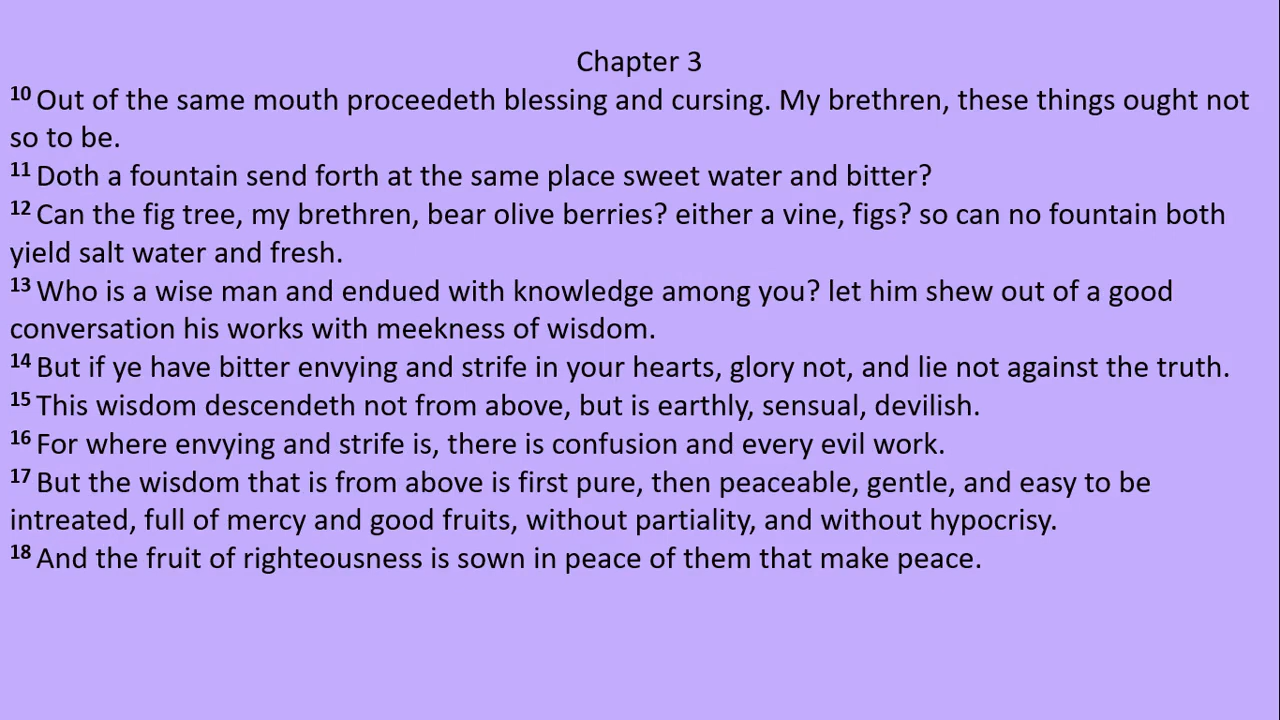 Chapter 3
10 Out of the same mouth proceedeth blessing and cursing. My brethren, these things ought not
so to be.
11 Doth a fountain send forth at the same place sweet water and bitter?
12 Can the fig tree, my brethren, bear olive berries? either a vine, figs? so can no fountain both
yield salt water and fresh.
13 Who is a wise man and endued with knowledge among you? let him shew out of a good
conversation his works with meekness of wisdom.
14 But if ye have bitter envying and strife in your hearts, glory not, and lie not against the truth.
15 This wisdom descendeth not from above, but is earthly, sensual, devilish.
16 For where envying and strife is, there is confusion and every evil work.
17 But the wisdom that is from above is first pure, then peaceable, gentle, and easy to be
intreated, full of mercy and good fruits, without partiality, and without hypocrisy.
18 And the fruit of righteousness is sown in peace of them that make peace.